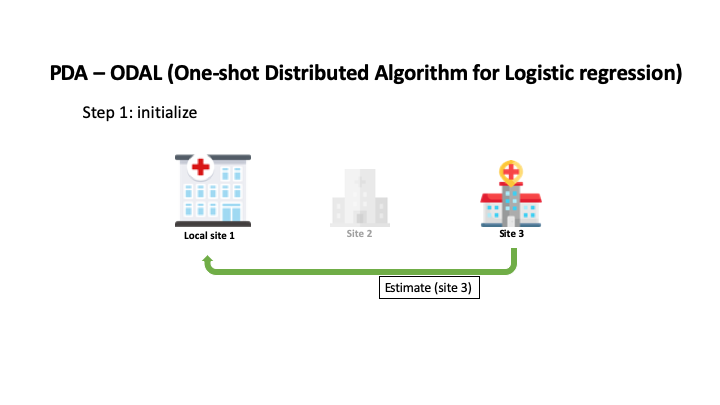 PDA – ODAL (One-shot Distributed Algorithm for Logistic regression)
Step 1: initialize
Local site 1
Site 2
Site 3
Estimate (site 3)